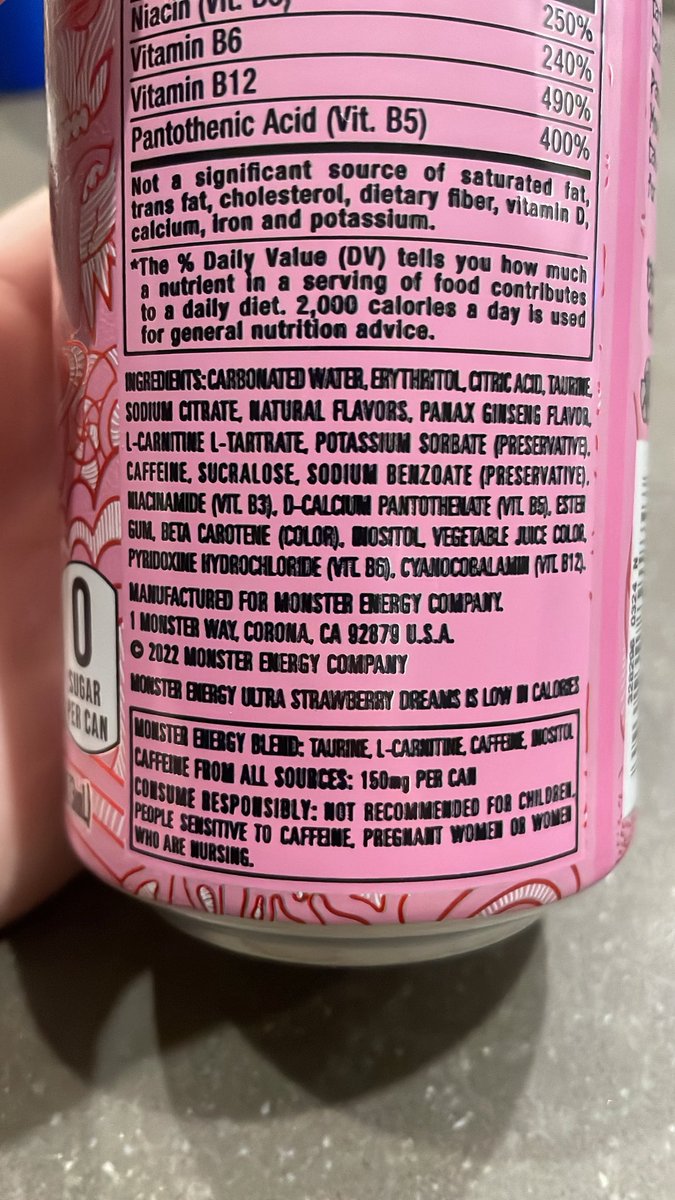 Niacin (Vit. B3)
250%
Vitamin B6
240%
Vitamin B12
490%
Pantothenic Acid (Vit. B5)
400%
Not a significant source of saturated fat,
trans fat, cholesterol, dietary fiber, vitamin D,
calcium, iron and potassium.
*The % Daily Value (DV) tells you how much
a nutrient in a serving of food contributes
to a daily diet. 2,000 calories a day is used
for general nutrition advice.
INGREDIENTS: CARBONATED WATER, ERYTHRITOL, CITRIC ACID, TAURINE,
SODIUM CITRATE, NATURAL FLAVORS, PANAX GINSENG FLAVOR,
L-CARNITINE L-TARTRATE, POTASSIUM SORBATE (PRESERVATIVE),
CAFFEINE, SUCRALOSE, SODIUM BENZOATE (PRESERVATIVE),
NIACINAMIDE (VIT. B3), D-CALCIUM PANTOTHENATE (VIT. B5), ESTER
GUM, BETA CAROTENE (COLOR), INOSITOL, VEGETABLE JUICE COLOR,
PYRIDOXINE HYDROCHLORIDE (VIT. B6), CYANOCOBALAMIN (VIT. B12).
MANUFACTURED FOR MONSTER ENERGY COMPANY.
1 MONSTER WAY, CORONA, CA 92879 U.S.A.
© 2022 MONSTER ENERGY COMPANY
MONSTER ENERGY ULTRA STRAWBERRY DREAMS IS LOW IN CALORIES
MONSTER ENERGY BLEND: TAURINE, L-CARNITINE, CAFFEINE, INOSITOL
CAFFEINE FROM ALL SOURCES: 150mg PER CAN
CONSUME RESPONSIBLY: NOT RECOMMENDED FOR CHILDREN,
PEOPLE SENSITIVE TO CAFFEINE, PREGNANT WOMEN OR WOMEN
WHO ARE NURSING.
0
SUGAR
PER CAN